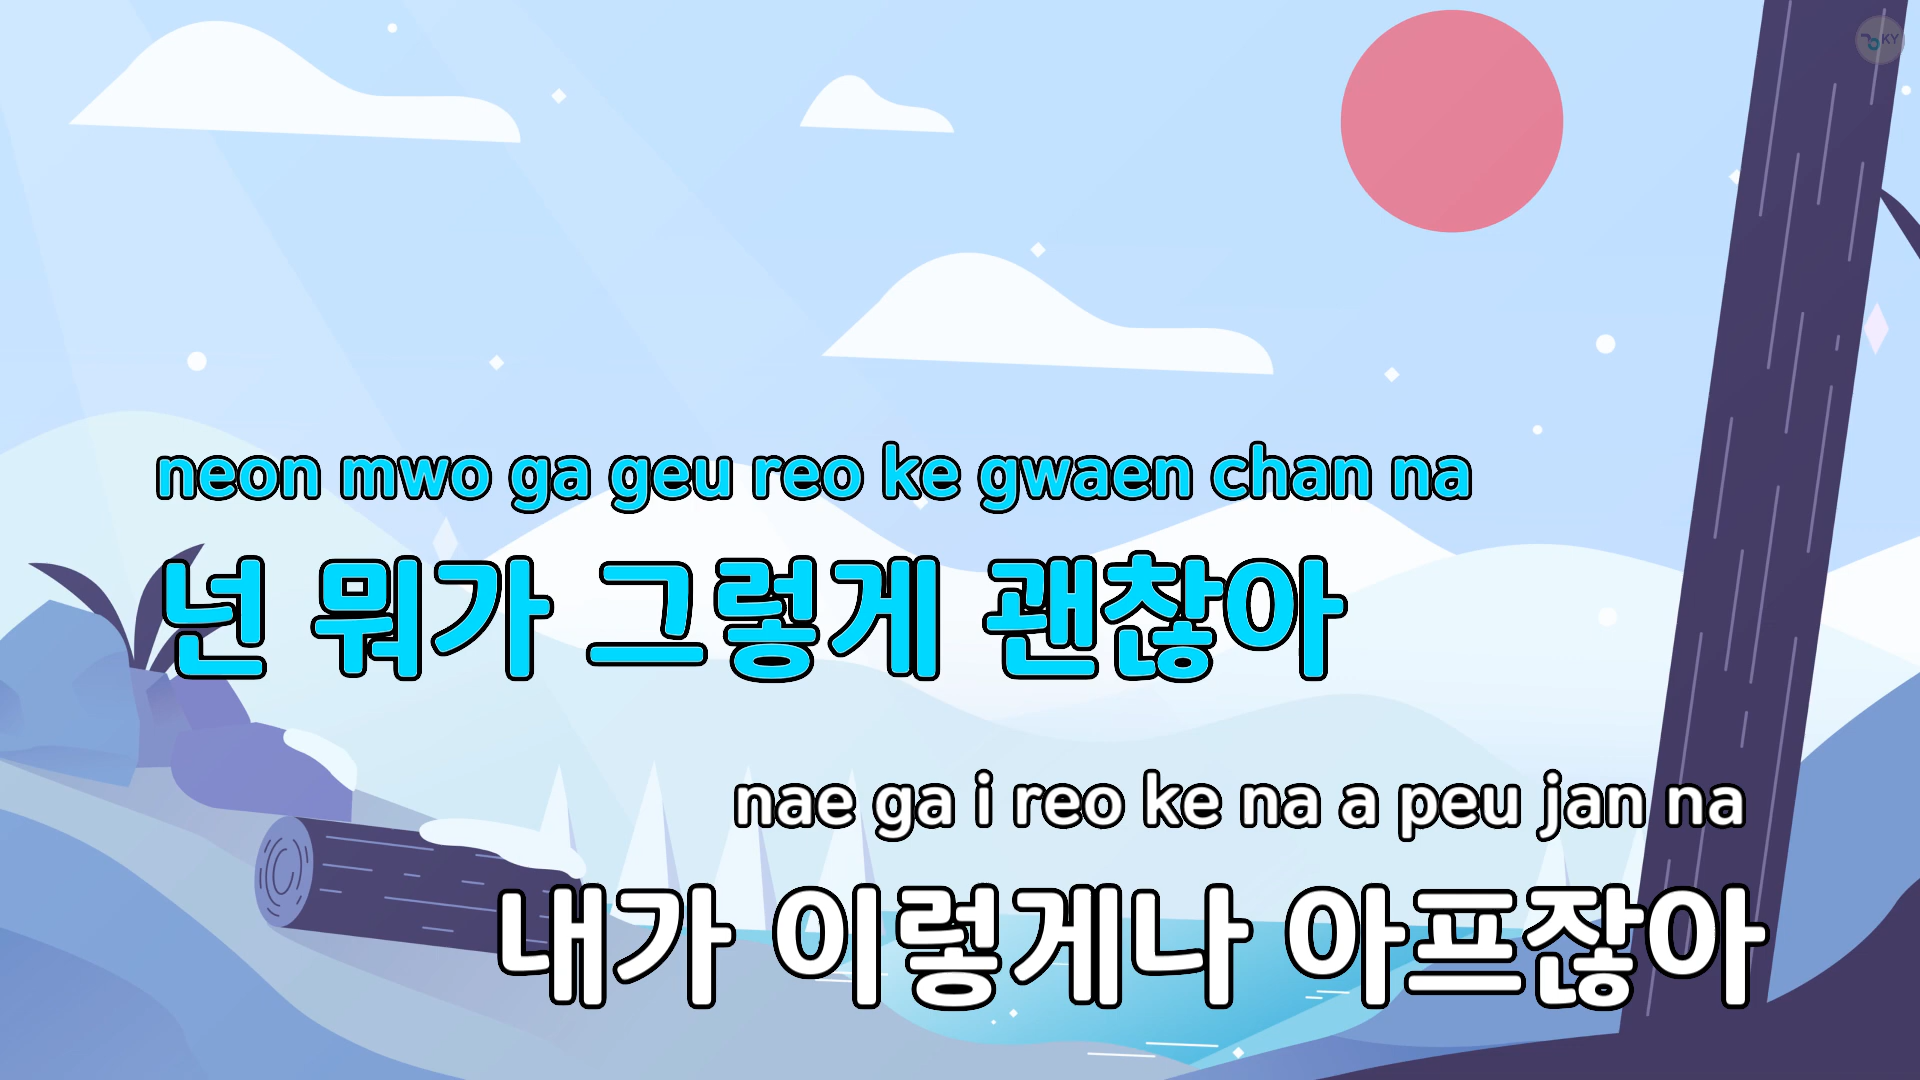 KY
neon mwo ga geu reo ke gwaen chan na
넌 뭐가 그렇게 괜찮아
nae ga i reo ke na a peu jan na
내가 이렇게나 아프잖아